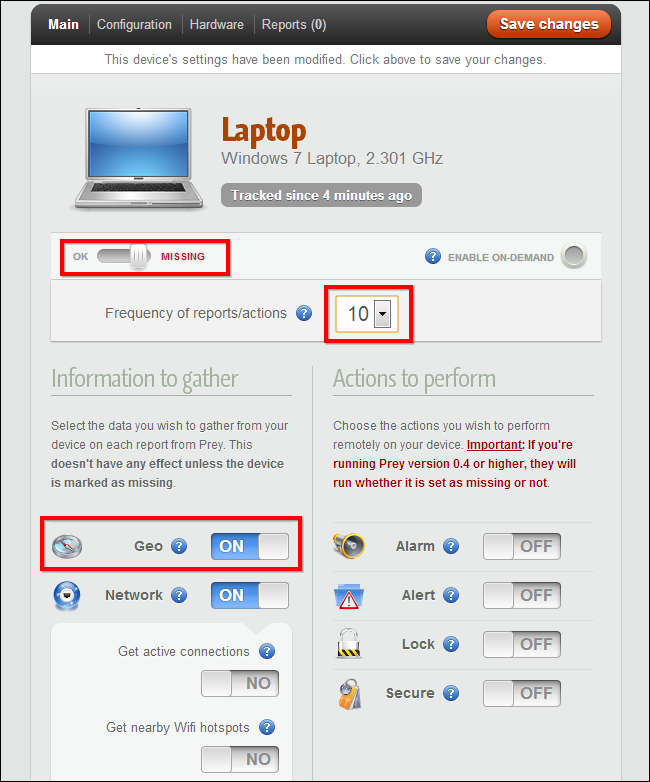 Main Configuration Hardware Reports (0) Save changes
This device's settings have been modified. Click above to save your changes.
Laptop
Windows 7 Laptop, 2.301 GHz
Tracked since 4 minutes ago
OK MISSING ? ENABLE ON-DEMAND
Frequency of reports/actions ? 10
Information to gather
Select the data you wish to gather from your
device on each report from Prey. This
doesn't have any effect unless the device
is marked as missing.
Geo ? ON
Network ? ON
Get active connections ?
NO
Get nearby Wifi hotspots ?
NO
Actions to perform
Choose the actions you wish to perform
remotely on your device. Important: If you're
running Prey version 0.4 or higher, they will
run whether it is set as missing or not.
Alarm ? OFF
Alert ? OFF
Lock ? OFF
Secure ? OFF